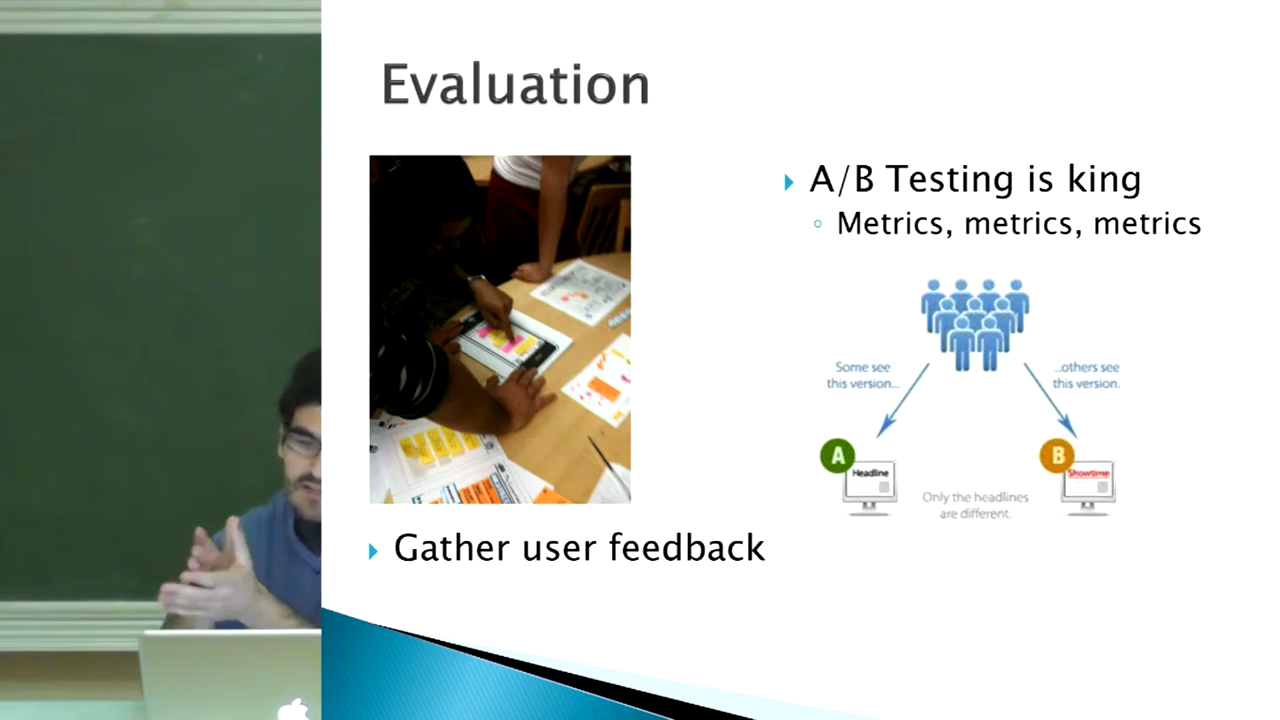 Evaluation
A/B Testing is king
Metrics, metrics, metrics
Some see
this version...
...others see
this version.
A
Headline
B
Showtime
Only the headlines
are different.
Gather user feedback